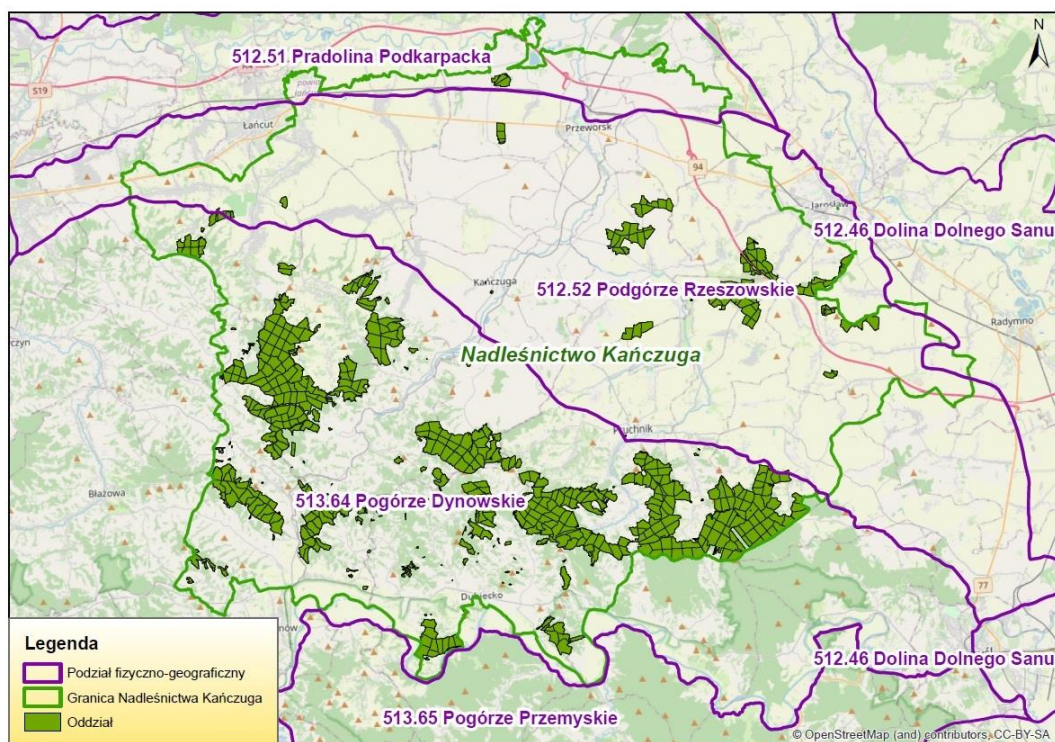 N
512.51 Pradolina Podkarpacka
S19
Łańcut
Przeworsk
94
Jarosław
512.46 Dolina Dolnego Sanu
Kańczuga
512.52 Podgórze Rzeszowskie
Radymno
Nadleśnictwo Kańczuga
Błażowa
513.64 Pogórze Dynowskie
77
Dubiecko
512.46 Dolina Dolnego Sanu
513.65 Pogórze Przemyskie
Legenda
Podział fizyczno-geograficzny
Granica Nadleśnictwa Kańczuga
Oddział
© OpenStreetMap (and) contributors, CC-BY-SA